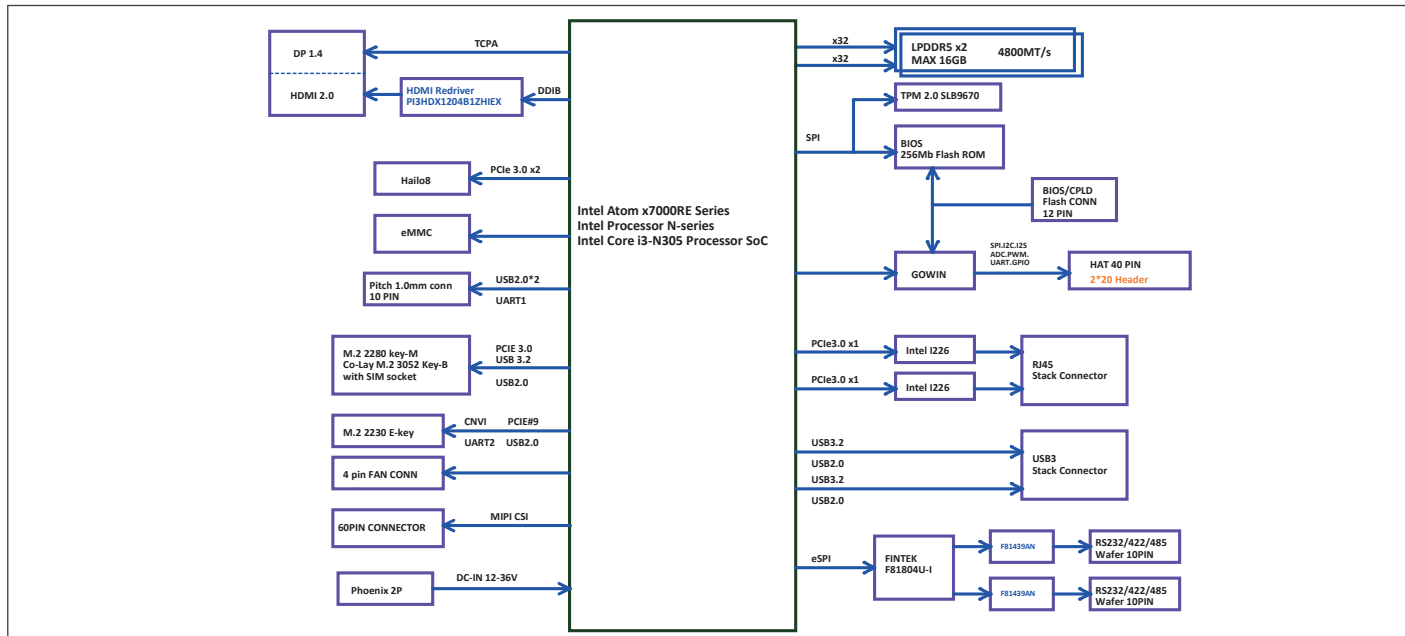 DP 1.4
HDMI 2.0
TCPA
HDMI Redriver
PI3HDX1204B1ZHIEX
DDIB
Hailo8
PCIe 3.0 x2
eMMC
Pitch 1.0mm conn
10 PIN
USB2.0*2
UART1
M.2 2280 key-M
Co-Lay M.2 3052 Key-B
with SIM socket
PCIE 3.0
USB 3.2
USB2.0
M.2 2230 E-key
CNVI PCIE#9
UART2 USB2.0
4 pin FAN CONN
60PIN CONNECTOR
MIPI CSI
Phoenix 2P
DC-IN 12-36V
Intel Atom x7000RE Series
Intel Processor N-series
Intel Core i3-N305 Processor SoC
x32
x32
LPDDR5 x2 4800MT/s
MAX 16GB
TPM 2.0 SLB9670
SPI
BIOS
256Mb Flash ROM
BIOS/CPLD
Flash CONN
12 PIN
GOWIN
SPI.I2C.I2S
ADC.PWM.
UART.GPIO
HAT 40 PIN
2*20 Header
PCIe3.0 x1
Intel I226
PCIe3.0 x1
Intel I226
RJ45
Stack Connector
USB3.2
USB2.0
USB3.2
USB2.0
USB3
Stack Connector
eSPI
FINTEK
F81804U-I
F81439AN
RS232/422/485
Wafer 10PIN
F81439AN
RS232/422/485
Wafer 10PIN